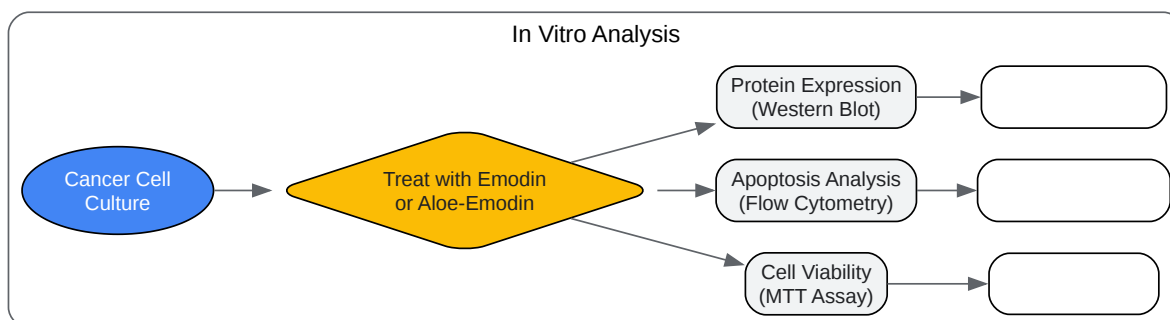 In Vitro Analysis
Cancer Cell
Culture
Treat with Emodin
or Aloe-Emodin
Protein Expression
(Western Blot)
Apoptosis Analysis
(Flow Cytometry)
Cell Viability
(MTT Assay)